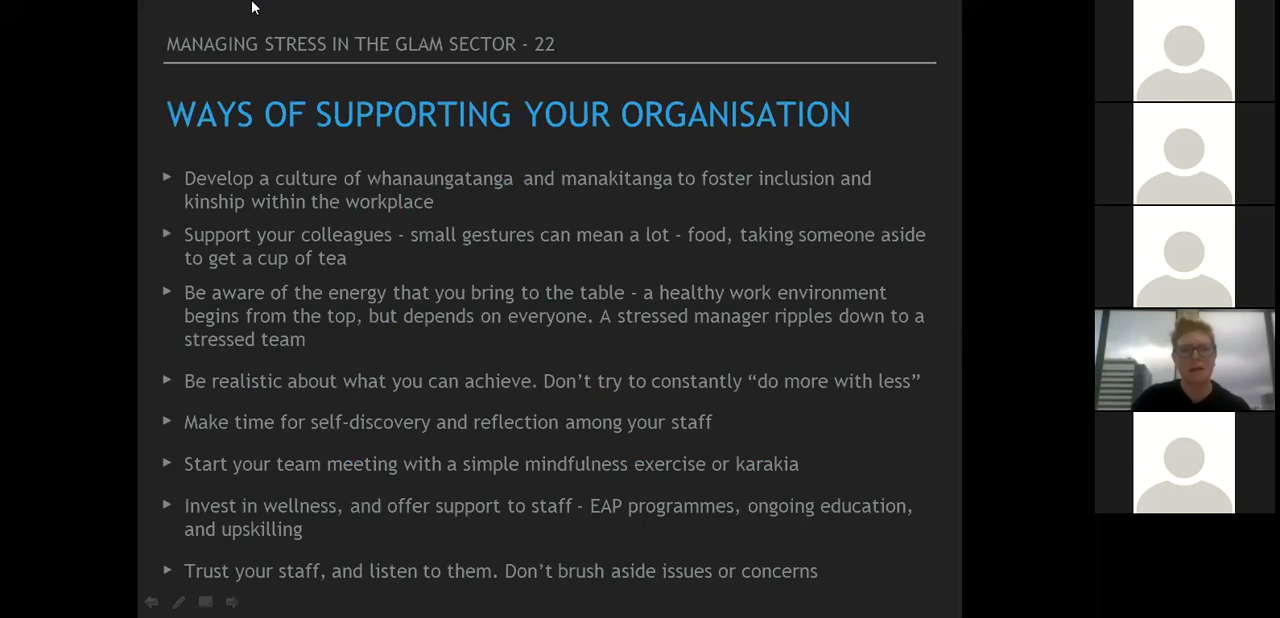 MANAGING STRESS IN THE GLAM SECTOR - 22
WAYS OF SUPPORTING YOUR ORGANISATION
Develop a culture of whanaungatanga and manakitanga to foster inclusion and
kinship within the workplace
Support your colleagues - small gestures can mean a lot - food, taking someone aside
to get a cup of tea
Be aware of the energy that you bring to the table - a healthy work environment
begins from the top, but depends on everyone. A stressed manager ripples down to a
stressed team
Be realistic about what you can achieve. Don’t try to constantly “do more with less”
Make time for self-discovery and reflection among your staff
Start your team meeting with a simple mindfulness exercise or karakia
Invest in wellness, and offer support to staff - EAP programmes, ongoing education,
and upskilling
Trust your staff, and listen to them. Don’t brush aside issues or concerns